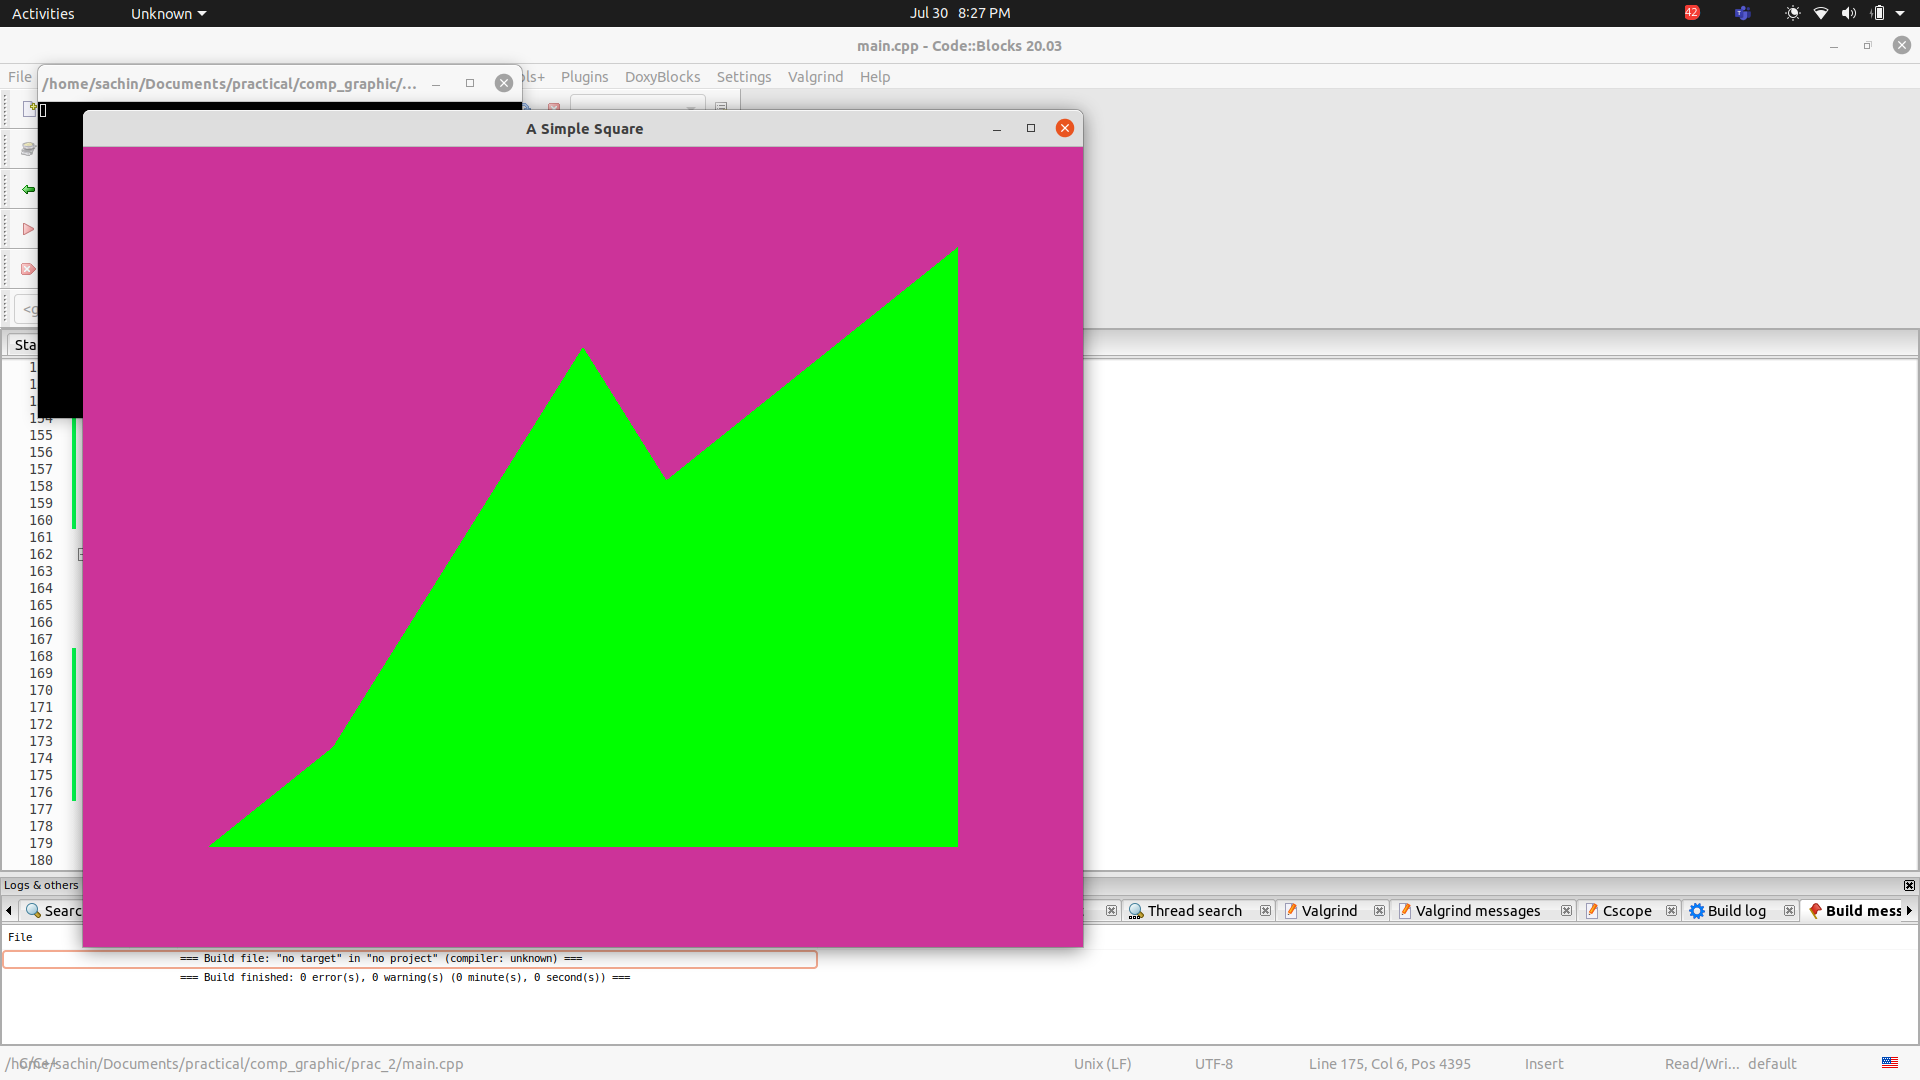 Activities
Unknown
Jul 30 8:27 PM
42
main.cpp - Code::Blocks 20.03
File
ls+ Plugins DoxyBlocks Settings Valgrind Help
/home/sachin/Documents/practical/comp_graphic/...
A Simple Square
<g
Sta
154
155
156
157
158
159
160
161
162
163
164
165
166
167
168
169
170
171
172
173
174
175
176
177
178
179
180
Logs & others
Searc
Thread search
Valgrind
Valgrind messages
Cscope
Build log
Build mess
File
=== Build file: "no target" in "no project" (compiler: unknown) ===
=== Build finished: 0 error(s), 0 warning(s) (0 minute(s), 0 second(s)) ===
/home/sachin/Documents/practical/comp_graphic/prac_2/main.cpp
C/C++
Unix (LF)
UTF-8
Line 175, Col 6, Pos 4395
Insert
Read/Wri...
default